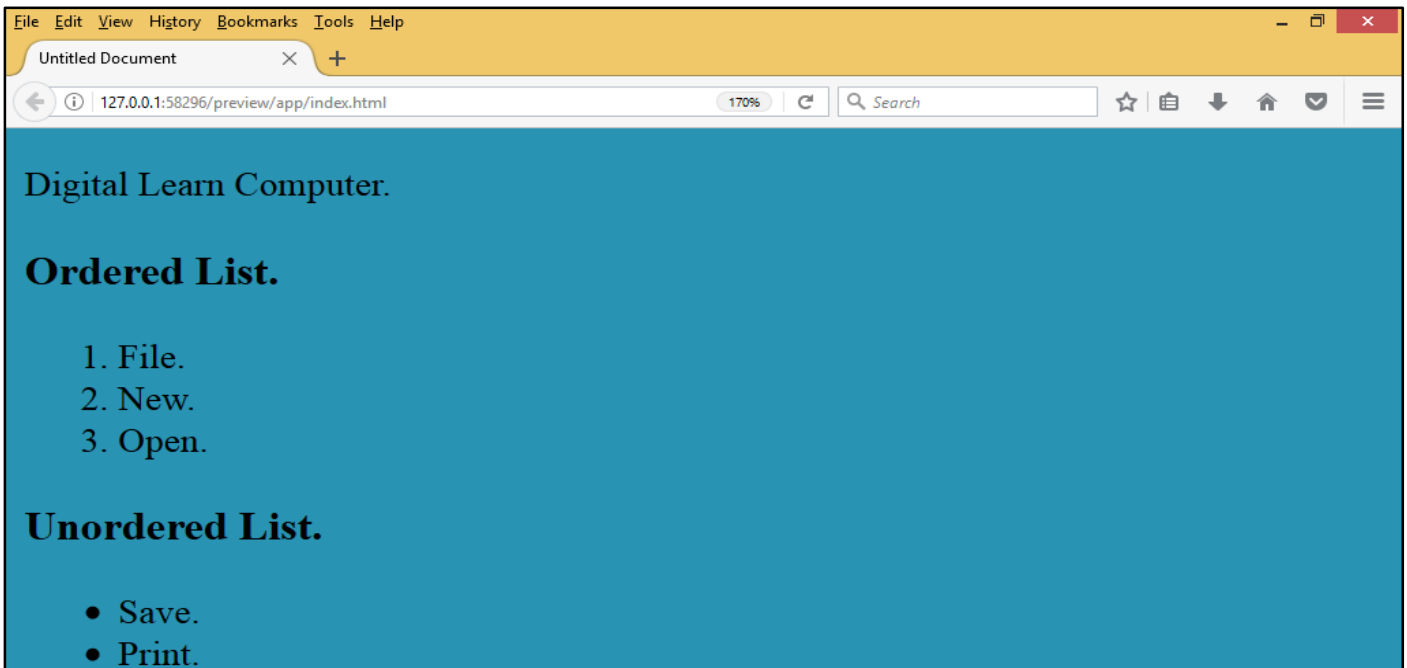 File Edit View History Bookmarks Tools Help
Untitled Document
127.0.0.1:58296/preview/app/index.html 170% Search
Digital Learn Computer.
Ordered List.
1. File.
2. New.
3. Open.
Unordered List.
• Save.
• Print.